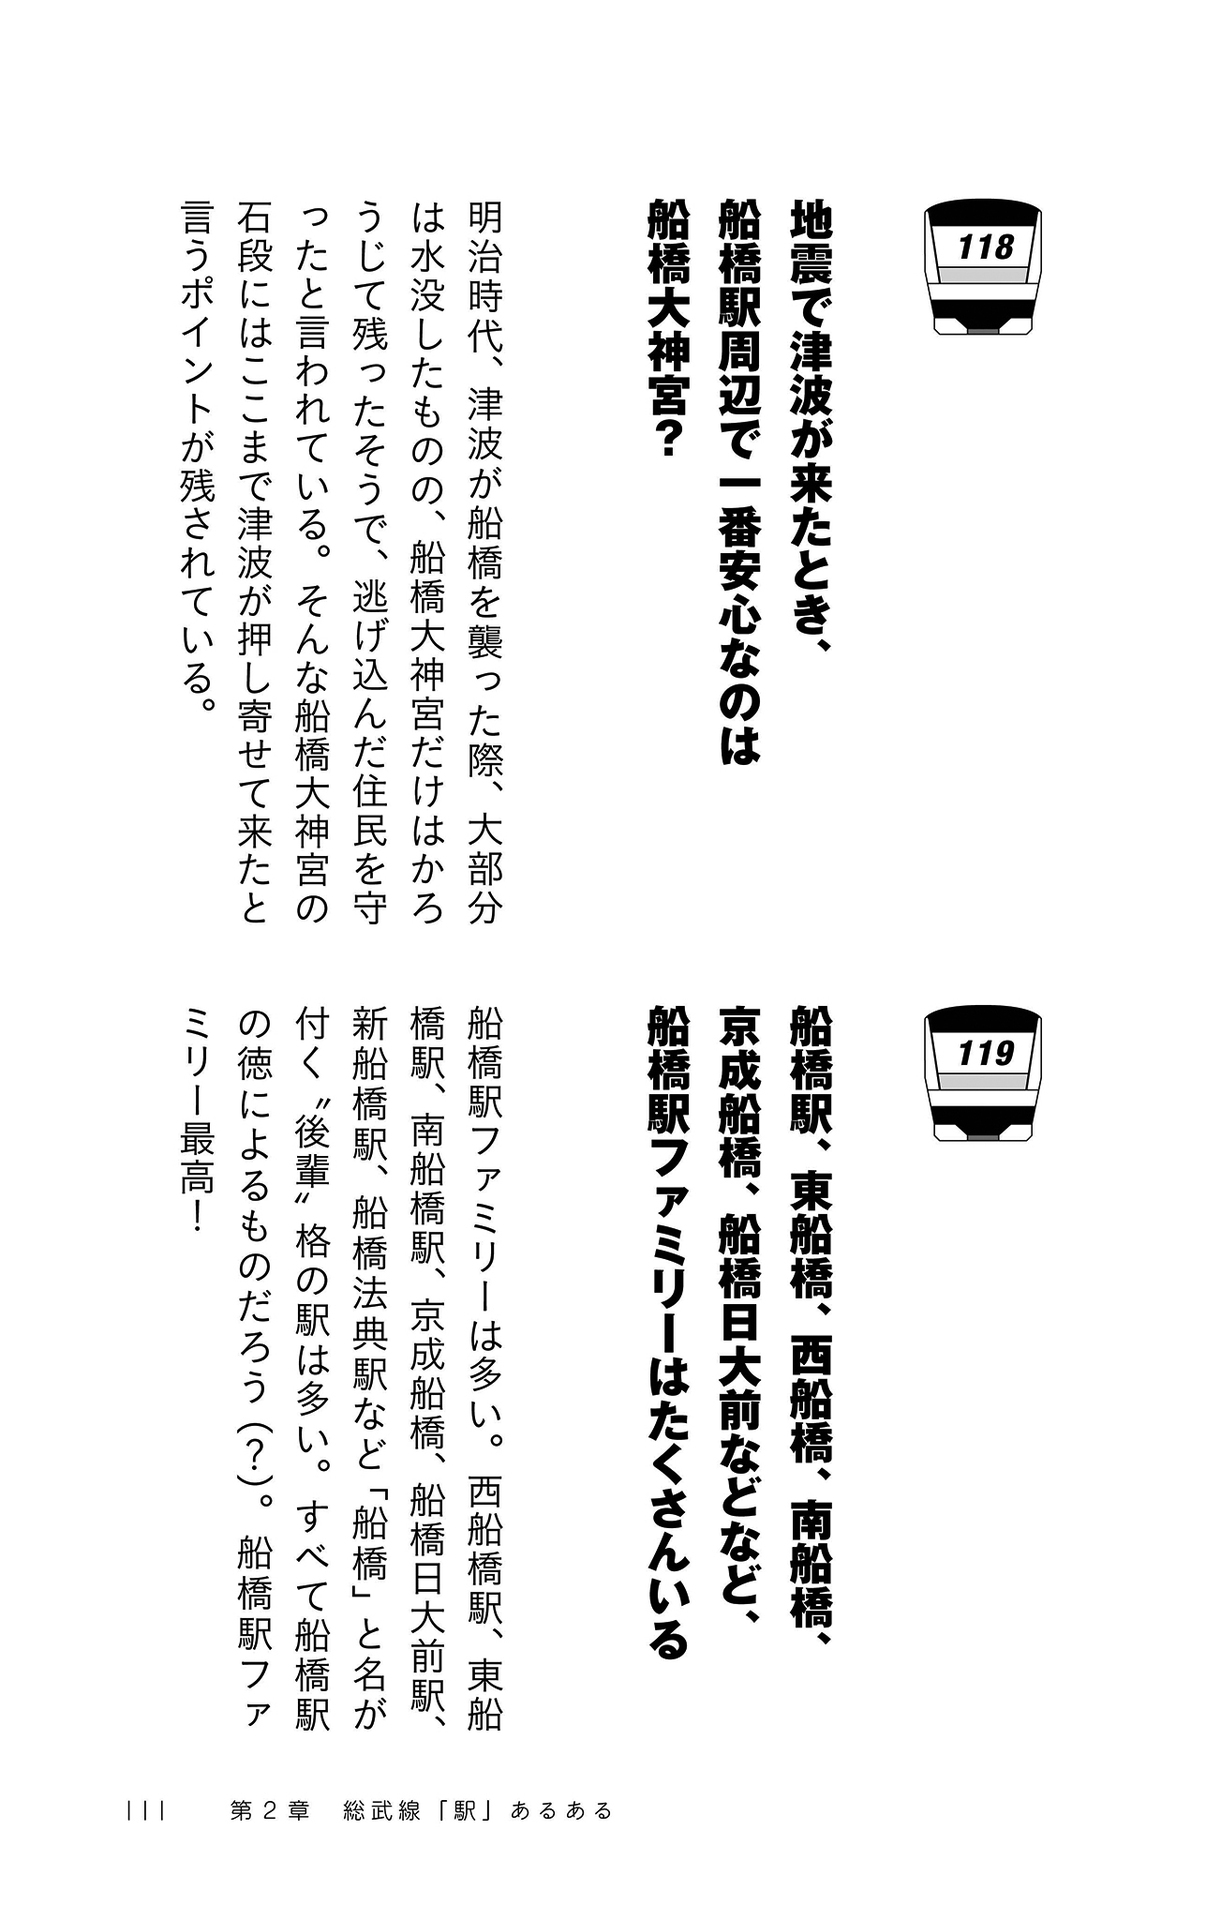 118
地震で津波が来たとき、
船橋駅周辺で一番安心なのは
船橋大神宮？
明治時代、津波が船橋を襲った際、大部分
は水没したものの、船橋大神宮だけはかろ
うじて残ったそうで、逃げ込んだ住民を守
ったと言われている。そんな船橋大神宮の
石段にはここまで津波が押し寄せて来たと
言うポイントが残されている。
119
船橋駅、東船橋、西船橋、南船橋、
京成船橋、船橋日大前などなど、
船橋駅ファミリーはたくさんいる
船橋駅ファミリーは多い。西船橋駅、東船
橋駅、南船橋駅、京成船橋、船橋日大前駅、
新船橋駅、船橋法典駅など「船橋」と名が
付く〝後輩〟格の駅は多い。すべて船橋駅
の徳によるものだろう（？）。船橋駅ファ
ミリー最高！
111 第2章 総武線「駅」あるある